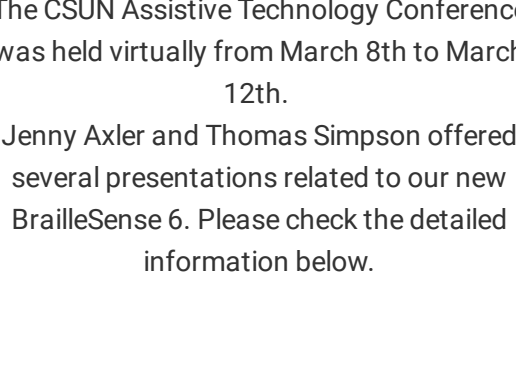 The CSUN Assistive Technology Conference
was held virtually from March 8th to March
12th.
Jenny Axler and Thomas Simpson offered
several presentations related to our new
BrailleSense 6. Please check the detailed
information below.